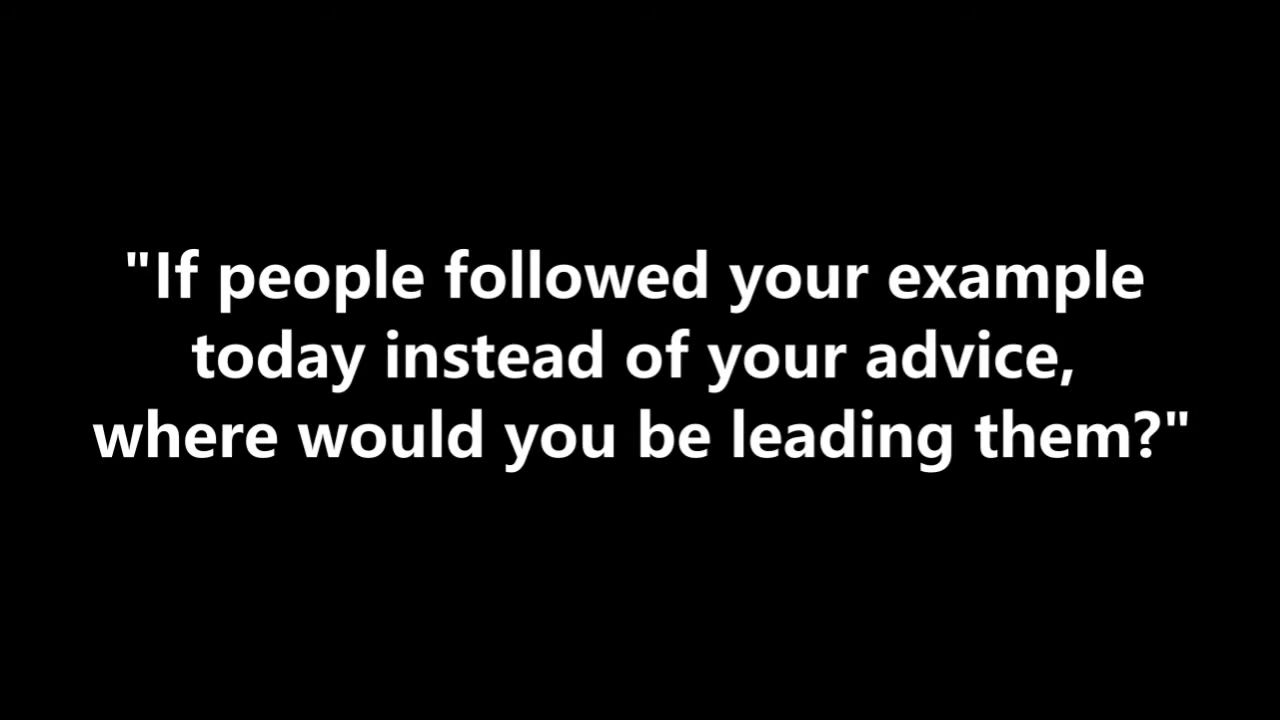 "If people followed your example
today instead of your advice,
where would you be leading them?"